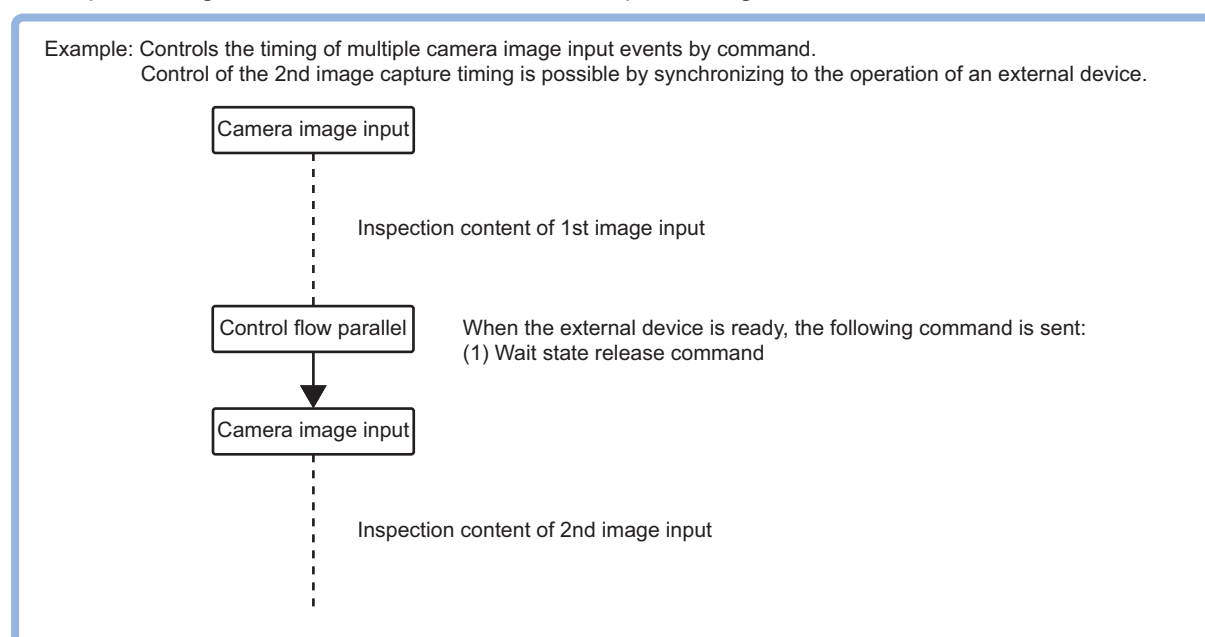 Example: Controls the timing of multiple camera image input events by command.
Control of the 2nd image capture timing is possible by synchronizing to the operation of an external device.
Camera image input
Inspection content of 1st image input
Control flow parallel
When the external device is ready, the following command is sent:
(1) Wait state release command
Camera image input
Inspection content of 2nd image input